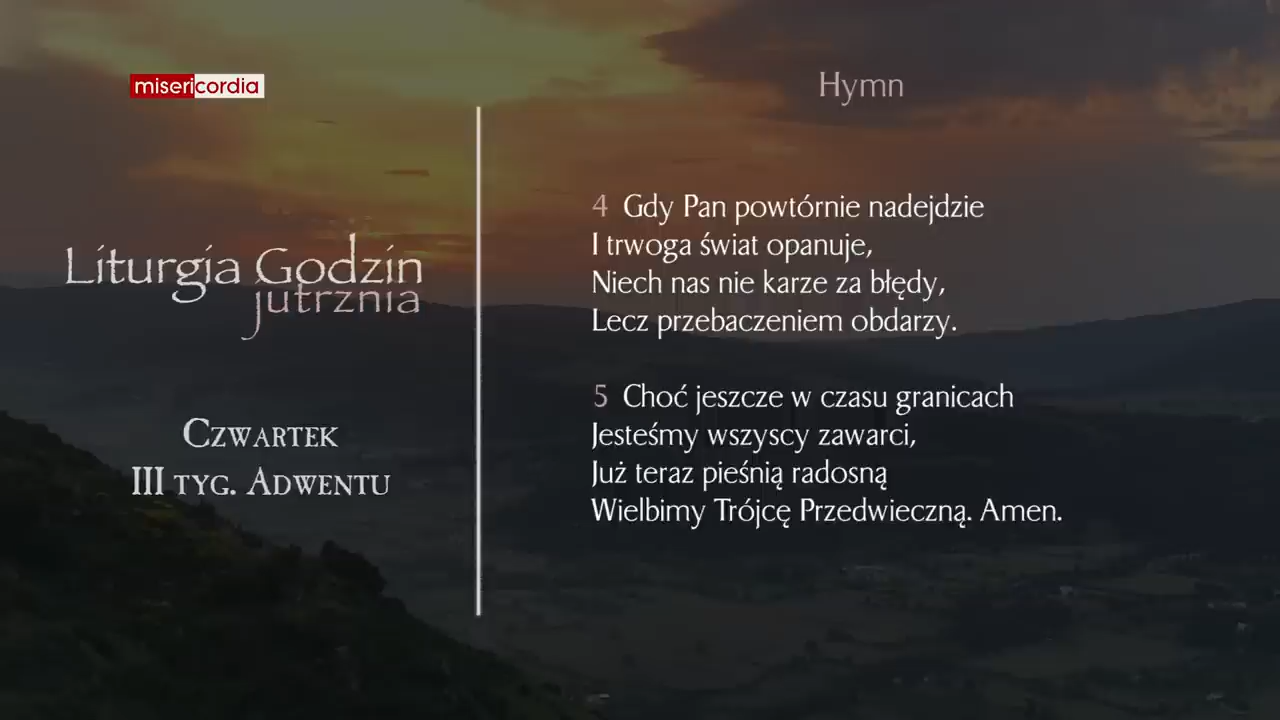 misericordia
Liturgia Godzin
jutrznia
Czwartek
III tyg. Adwentu
Hymn
4 Gdy Pan powtórnie nadejdzie
I trwoga świat opanuje,
Niech nas nie karze za błędy,
Lecz przebaczeniem obdarzy.
5 Choć jeszcze w czasu granicach
Jesteśmy wszyscy zawarci,
Już teraz pieśnią radosną
Wielbimy Trójcę Przedwieczną. Amen.